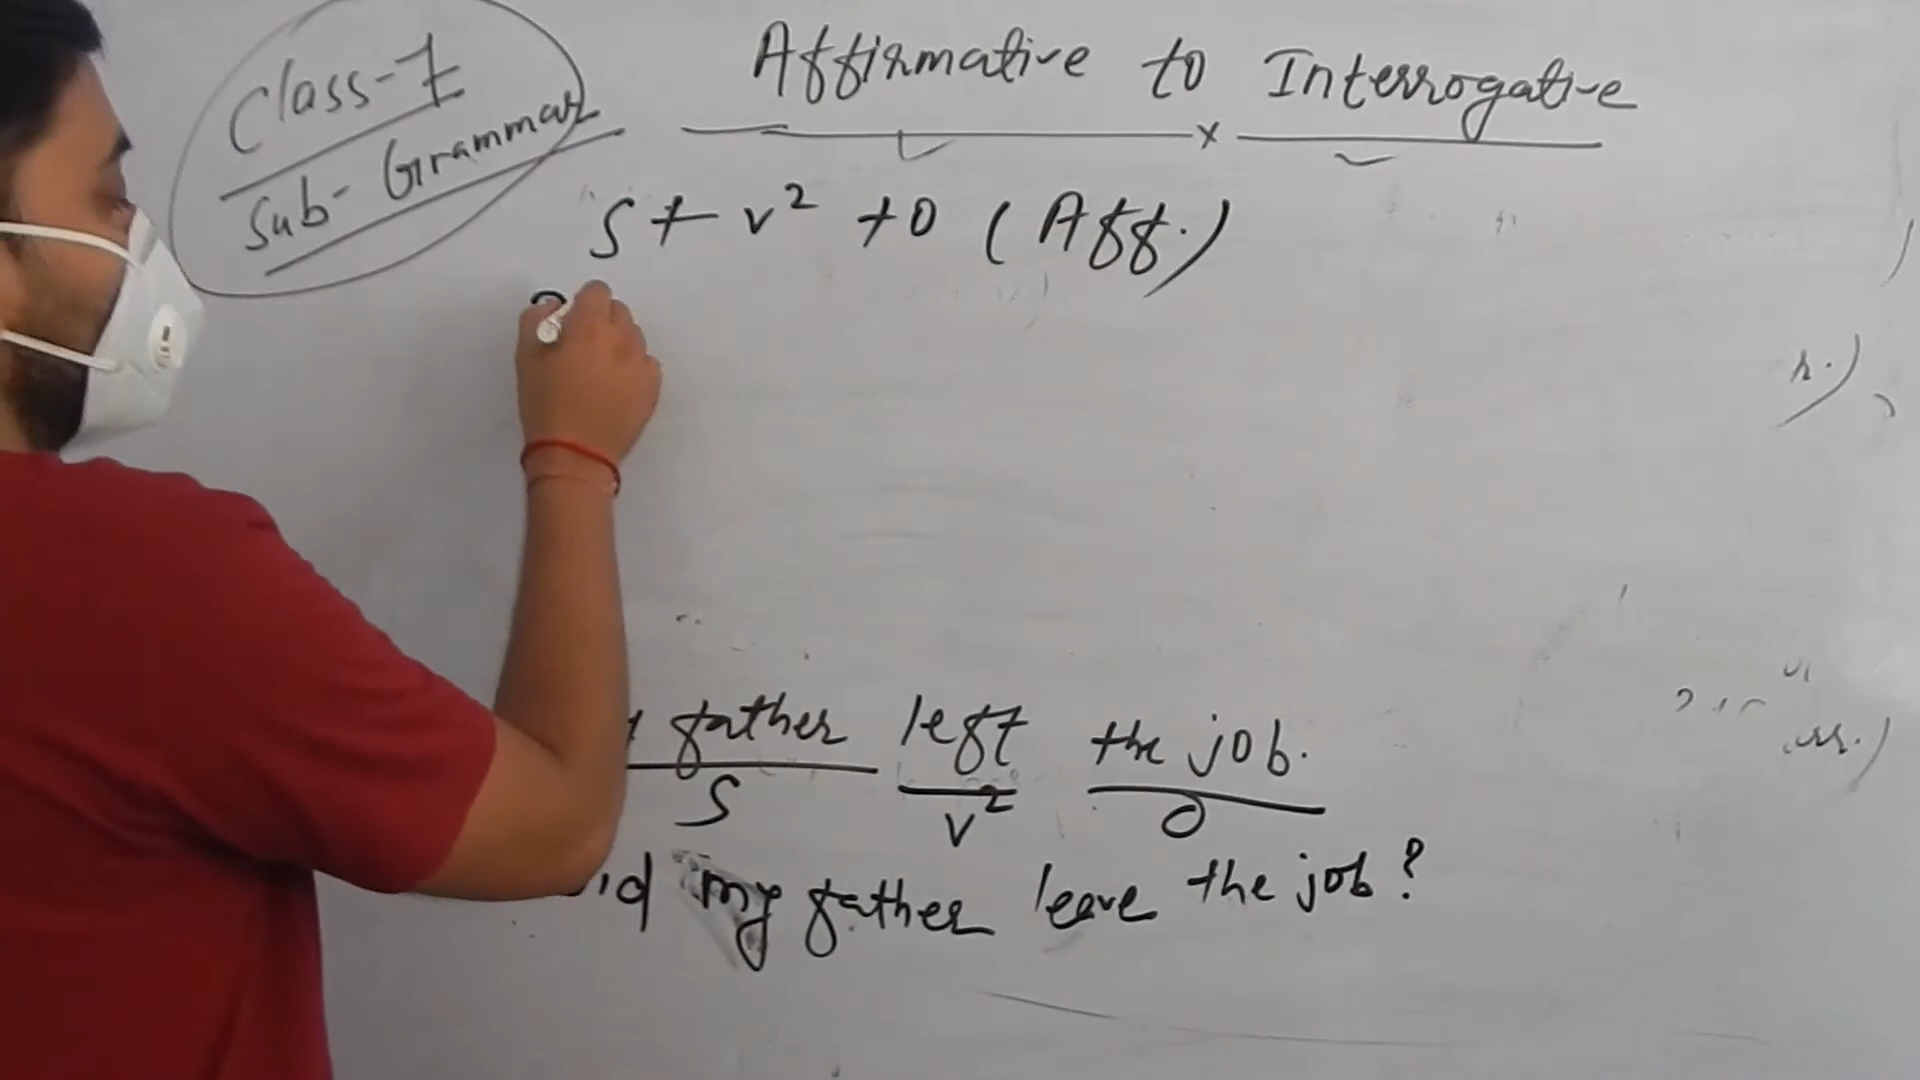 Class-7
Sub- Grammar
Affirmative to Interrogative
S + v² + O (Aff.)
father left the job.
S v² O
my father leave the job?